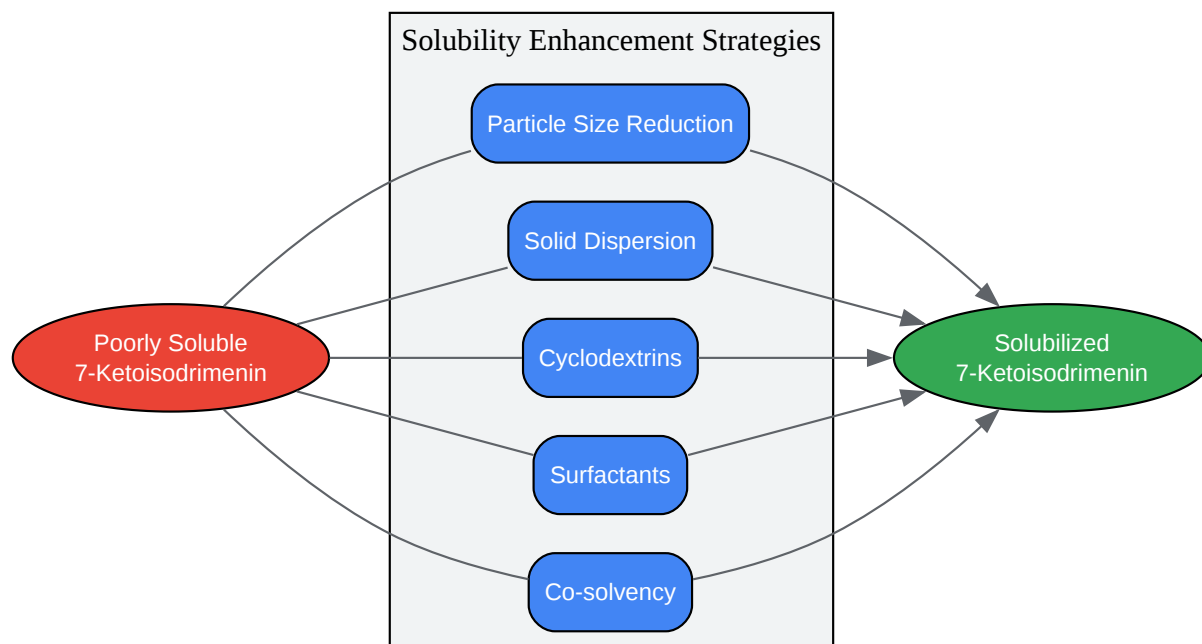 Solubility Enhancement Strategies
Particle Size Reduction
Solid Dispersion
Poorly Soluble
7-Ketoisodrimenin
Cyclodextrins
Solubilized
7-Ketoisodrimenin
Surfactants
Co-solvency